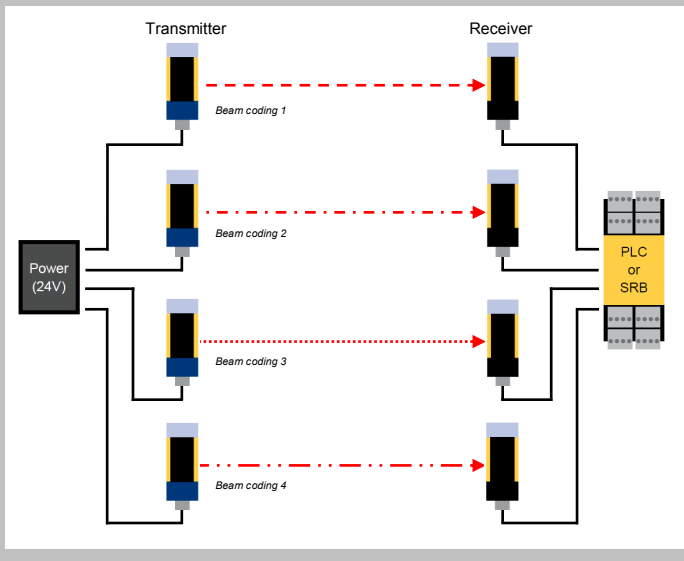 Transmitter
Receiver
Beam coding 1
Beam coding 2
Power
(24V)
PLC
or
SRB
Beam coding 3
Beam coding 4